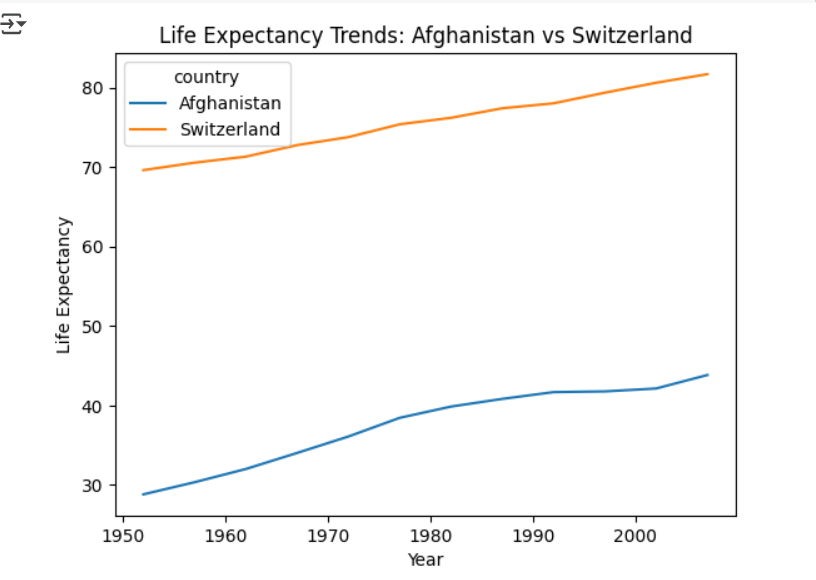 Life Expectancy Trends: Afghanistan vs Switzerland
country
Afghanistan
Switzerland
80
70
60
50
40
30
Life Expectancy
1950 1960 1970 1980 1990 2000
Year